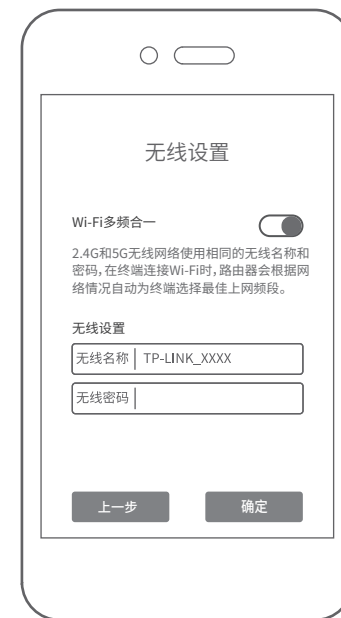 无线设置
Wi-Fi多频合一
2.4G和5G无线网络使用相同的无线名称和
密码,在终端连接Wi-Fi时,路由器会根据网
络情况自动为终端选择最佳上网频段。
无线设置
无线名称 TP-LINK_XXXX
无线密码
上一步 确定